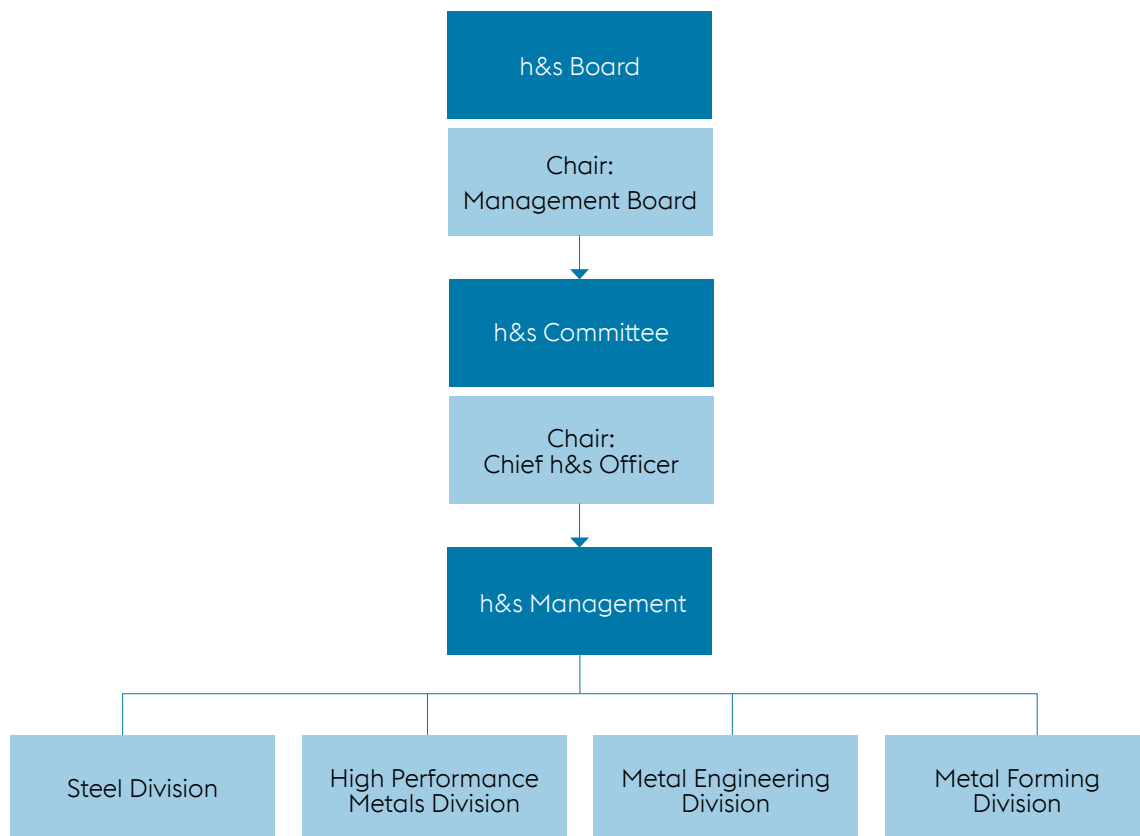 h&s Board
Chair:
Management Board
h&s Committee
Chair:
Chief h&s Officer
h&s Management
Steel Division
High Performance
Metals Division
Metal Engineering
Division
Metal Forming
Division